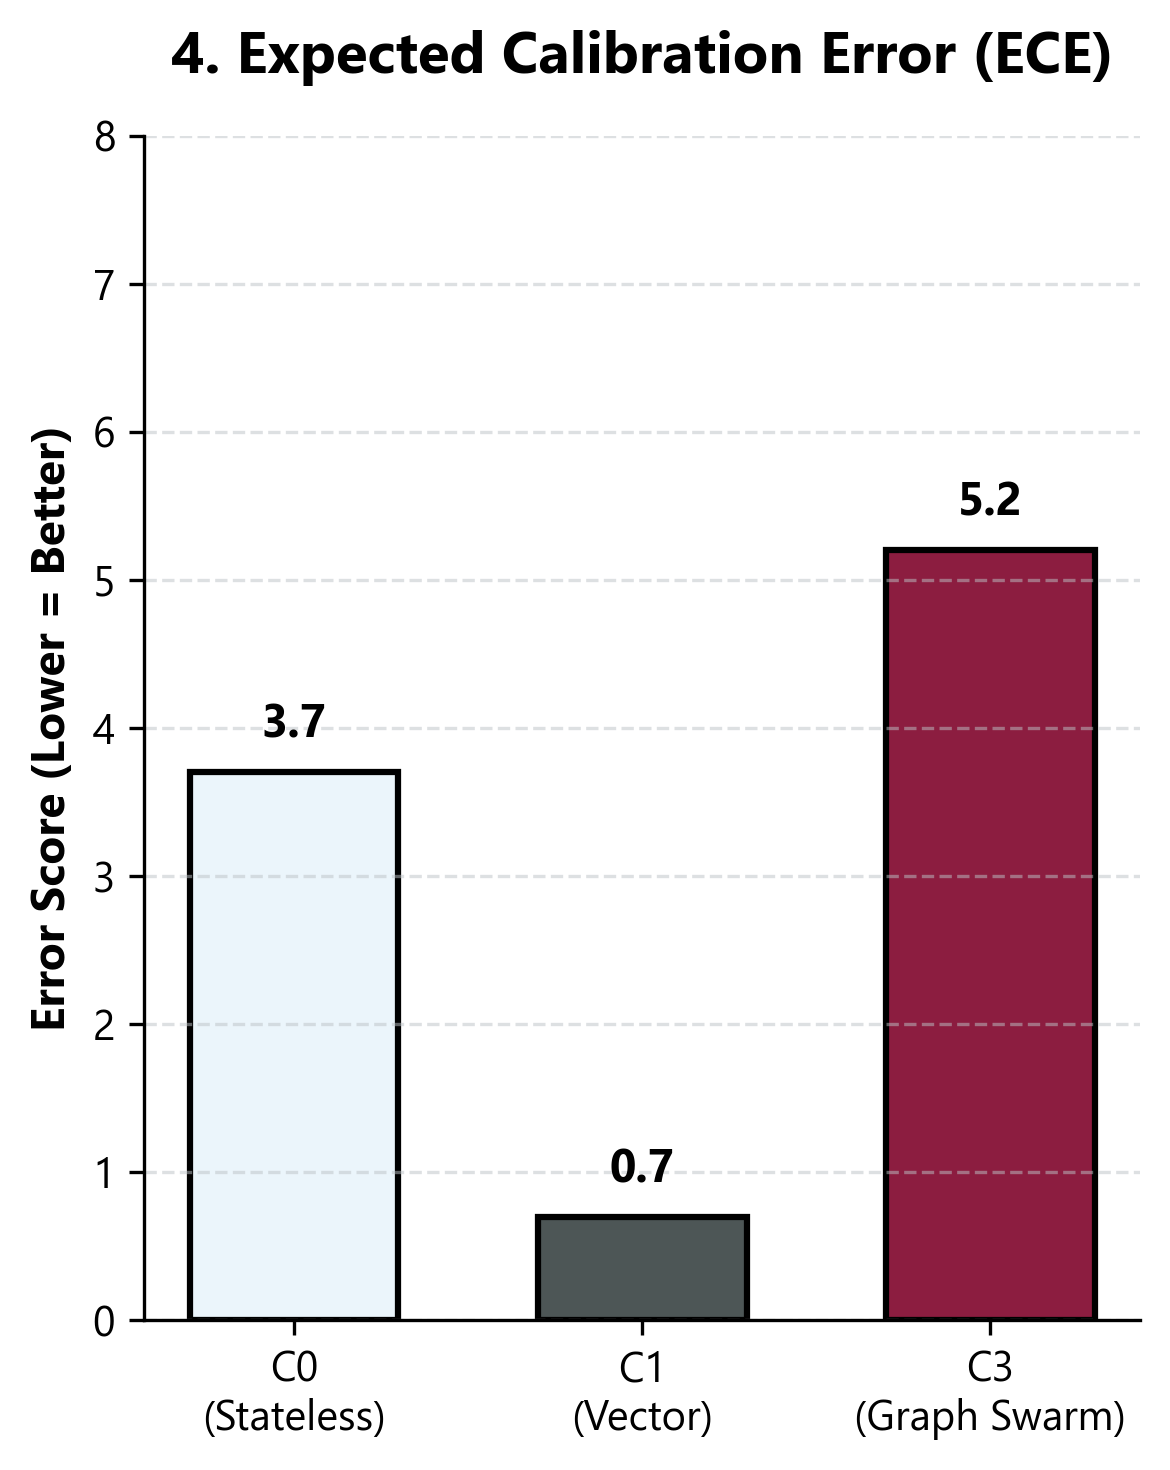 4. Expected Calibration Error (ECE)
Error Score (Lower = Better)
8
7
6
5
4
3
2
1
0
3.7
0.7
5.2
C0
(Stateless)
C1
(Vector)
C3
(Graph Swarm)